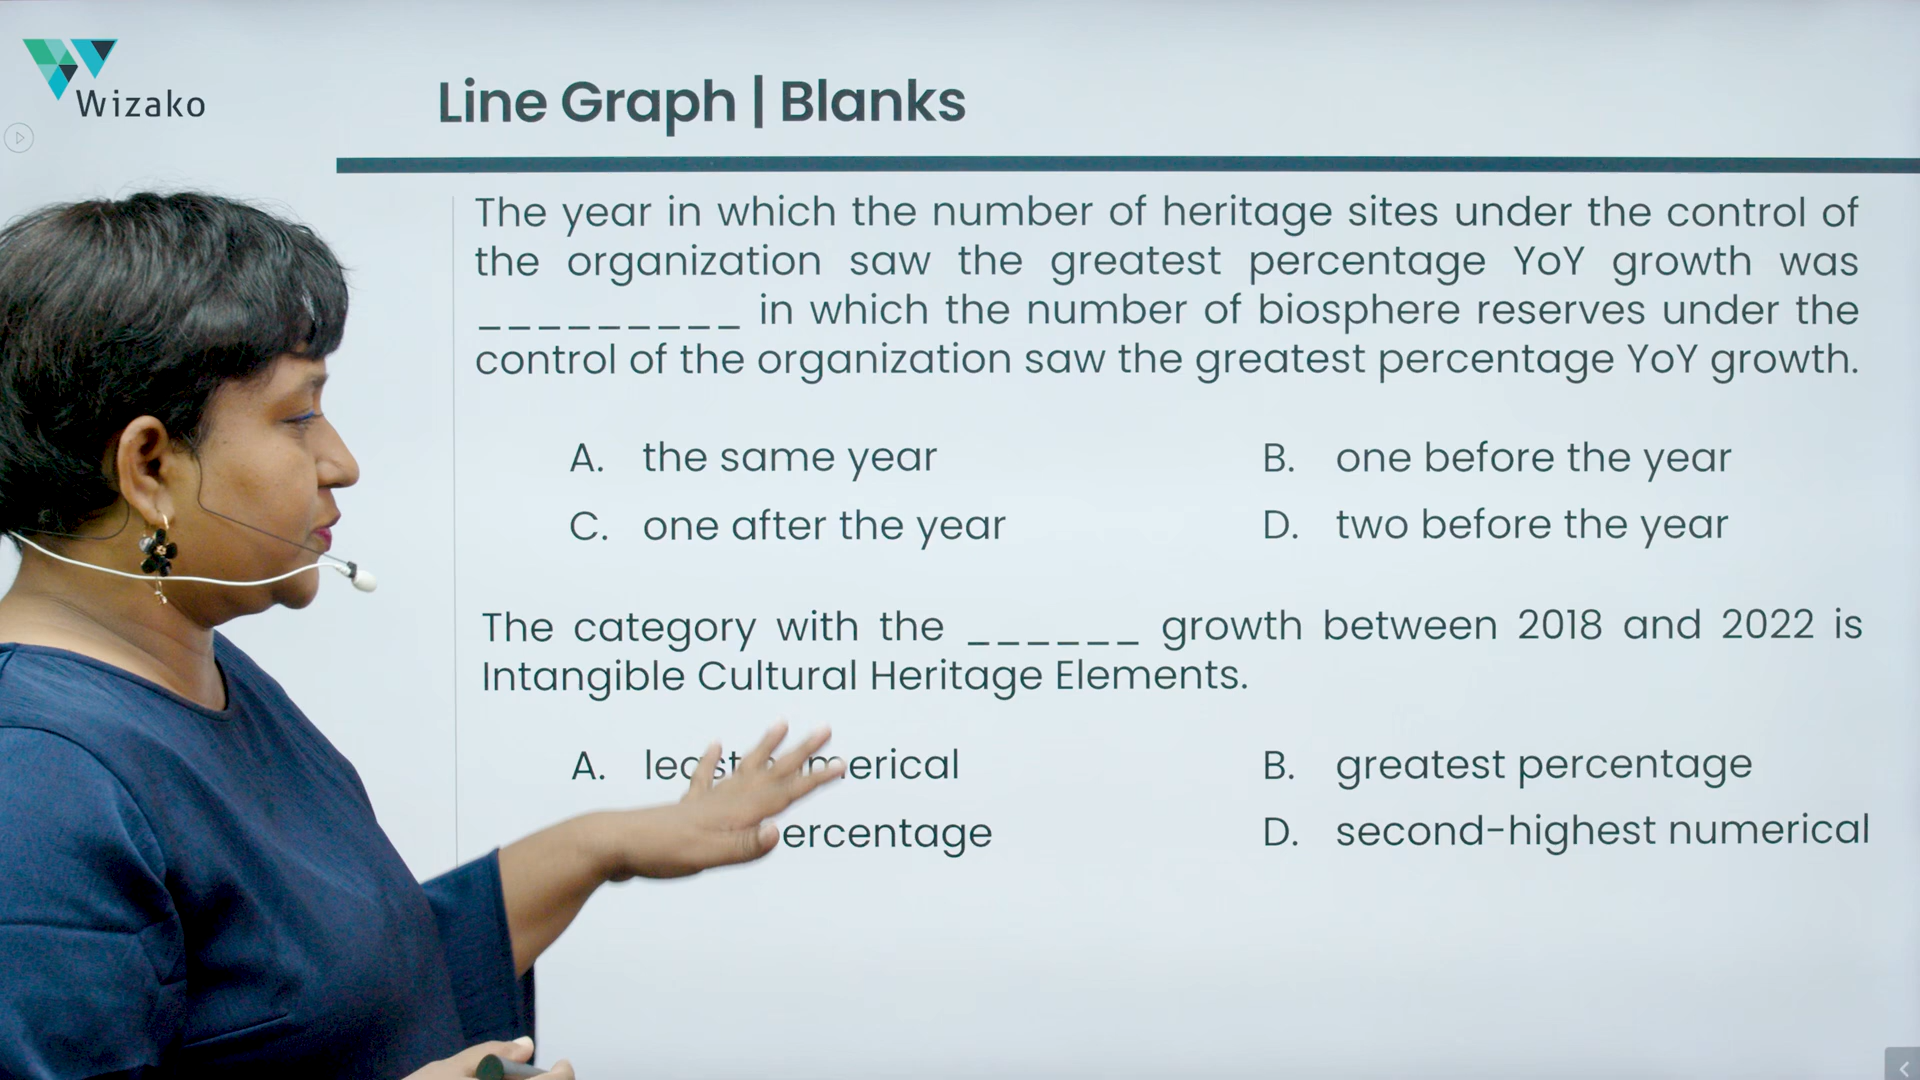 Wizako
Line Graph | Blanks
The year in which the number of heritage sites under the control of
the organization saw the greatest percentage YoY growth was
_________ in which the number of biosphere reserves under the
control of the organization saw the greatest percentage YoY growth.
A. the same year
B. one before the year
C. one after the year
D. two before the year
The category with the ______ growth between 2018 and 2022 is
Intangible Cultural Heritage Elements.
A. least numerical
B. greatest percentage
ercentage
D. second-highest numerical